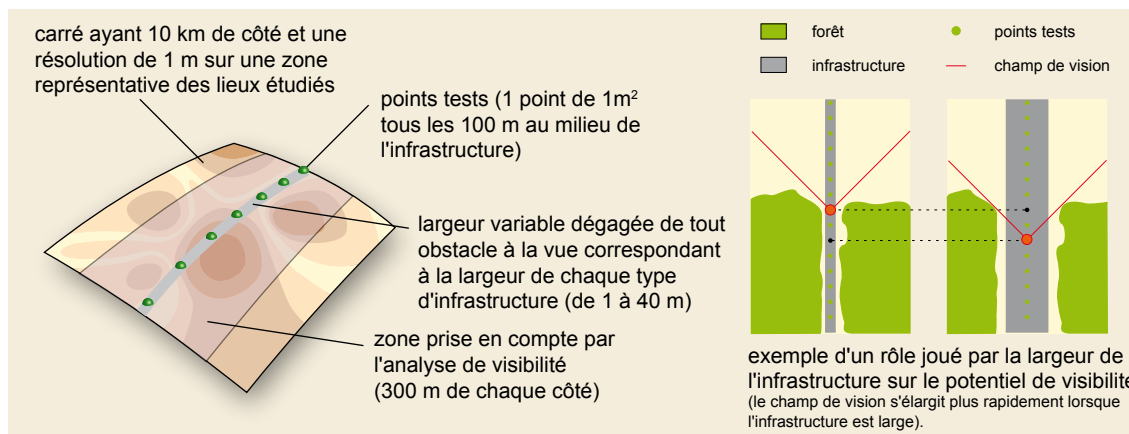 carré ayant 10 km de côté et une
résolution de 1 m sur une zone
représentative des lieux étudiés
points tests (1 point de 1m²
tous les 100 m au milieu de
l'infrastructure)
largeur variable dégagée de tout
obstacle à la vue correspondant
à la largeur de chaque type
d'infrastructure (de 1 à 40 m)
zone prise en compte par
l'analyse de visibilité
(300 m de chaque côté)
forêt
points tests
infrastructure
champ de vision
exemple d'un rôle joué par la largeur de
l'infrastructure sur le potentiel de visibilité
(le champ de vision s'élargit plus rapidement lorsque
l'infrastructure est large).